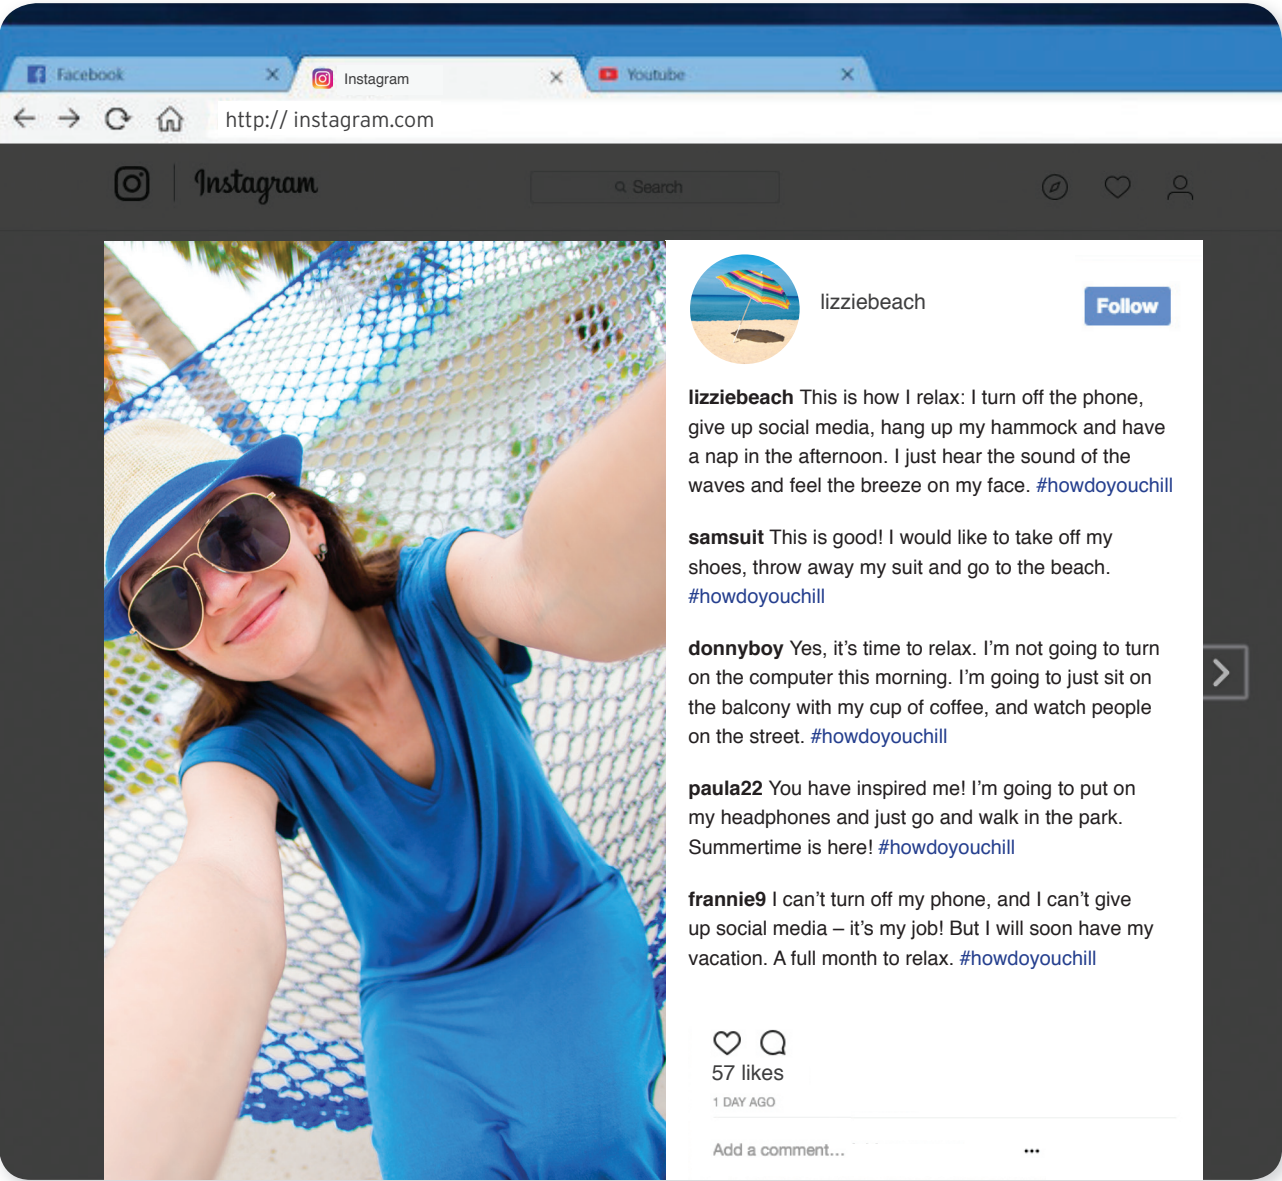 Facebook
Instagram
Youtube
http:// instagram.com
Instagram
Search
lizziebeach
Follow
lizziebeach This is how I relax: I turn off the phone,
give up social media, hang up my hammock and have
a nap in the afternoon. I just hear the sound of the
waves and feel the breeze on my face. #howdoyouchill
samsuit This is good! I would like to take off my
shoes, throw away my suit and go to the beach.
#howdoyouchill
donnyboy Yes, it’s time to relax. I’m not going to turn
on the computer this morning. I’m going to just sit on
the balcony with my cup of coffee, and watch people
on the street. #howdoyouchill
paula22 You have inspired me! I’m going to put on
my headphones and just go and walk in the park.
Summertime is here! #howdoyouchill
frannie9 I can’t turn off my phone, and I can’t give
up social media – it’s my job! But I will soon have my
vacation. A full month to relax. #howdoyouchill
57 likes
1 DAY AGO
Add a comment...